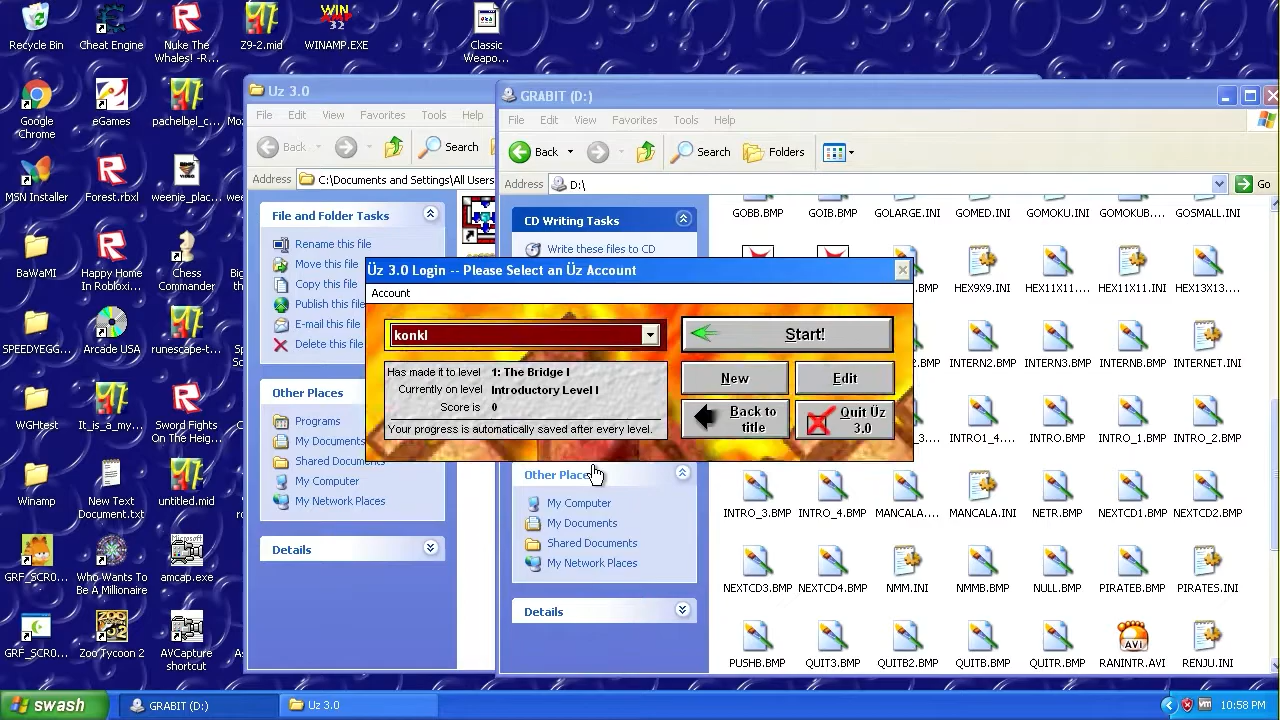 Recycle Bin
Cheat Engine
Nuke The
Whales! -R...
Z9-2.mid
WIN
AMP
32
WINAMP.EXE
Classic
Weapo...
Google
Chrome
eGames
pachelbel_c...
MSN Installer
Forest.rbxl
weenie_plac...
BaWaMI
Happy Home
In Robloxi...
Chess
Commander
SPEEDYEGG...
Arcade USA
runescape-t...
WGHtest
It_is_a_my...
Sword Fights
On The Heig...
Winamp
New Text
Document.txt
untitled.mid
GRF_SCR0...
Who Wants To
Be A Millionaire
Microsoft
amcap.exe
GRF_SCR0...
ZOO
Zoo Tycoon 2
AVCapture
shortcut
Uz 3.0
File Edit View Favorites Tools Help
Back
Search
Address C:\Documents and Settings\All Users
File and Folder Tasks
Rename this file
Move this file
Copy this file
Publish this file
E-mail this file
Delete this file
Other Places
Programs
My Documents
Shared Documents
My Computer
My Network Places
Details
GRABIT (D:)
File Edit View Favorites Tools Help
Back
Search
Folders
Address D:\
Go
CD Writing Tasks
Write these files to CD
Other Places
My Computer
My Documents
Shared Documents
My Network Places
Details
GOBB.BMP GOIB.BMP GOLARGE.INI GOMED.INI GOMOKU.INI GOMOKUB.... GOSMALL.INI
HEX9X9.INI HEX11X11.... HEX11X11.INI HEX13X13....
INTERN2.BMP INTERN3.BMP INTERNB.BMP INTERNET.INI
INTRO1_4.... INTRO.BMP INTRO_1.BMP INTRO_2.BMP
INTRO_3.BMP INTRO_4.BMP MANCALA.... MANCALA.INI NETR.BMP NEXTCD1.BMP NEXTCD2.BMP
NEXTCD3.BMP NEXTCD4.BMP NMM.INI NMMB.BMP NULL.BMP PIRATEB.BMP PIRATES.INI
AVI
PUSHB.BMP QUIT3.BMP QUITB2.BMP QUITB.BMP QUITR.BMP RANINTR.AVI RENJU.INI
Üz 3.0 Login -- Please Select an Üz Account
Account
konkl
Start!
Has made it to level 1: The Bridge I
Currently on level Introductory Level I
Score is 0
Your progress is automatically saved after every level.
New
Edit
Back to
title
Quit Üz
3.0
swash
GRABIT (D:)
Uz 3.0
10:58 PM